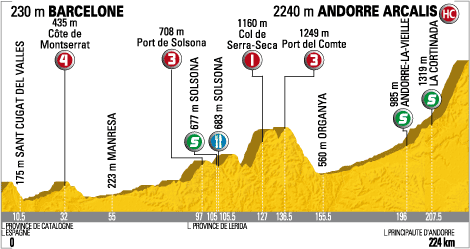 230 m BARCELONE
2240 m ANDORRE ARCALIS
HC
435 m
Côte de
Montserrat
4
708 m
Port de Solsona
3
1160 m
Col de
Serra-Seca
1
1249 m
Port del Comte
3
75 m SANT CUGAT DEL VALLES
223 m MANRESA
677 m SOLSONA
S
683 m SOLSONA
560 m ORGANYA
985 m ANDORRE-LA-VIEILLE
S
1319 m LA CORTINADA
S
10.5 32 55 97 105 105.5 127 136.5 155.5 196 207.5
PROVINCE DE CATALOGNE
PROVINCE DE LERIDA
PRINCIPAUTE D'ANDORRE
ESPAGNE
0
224 km